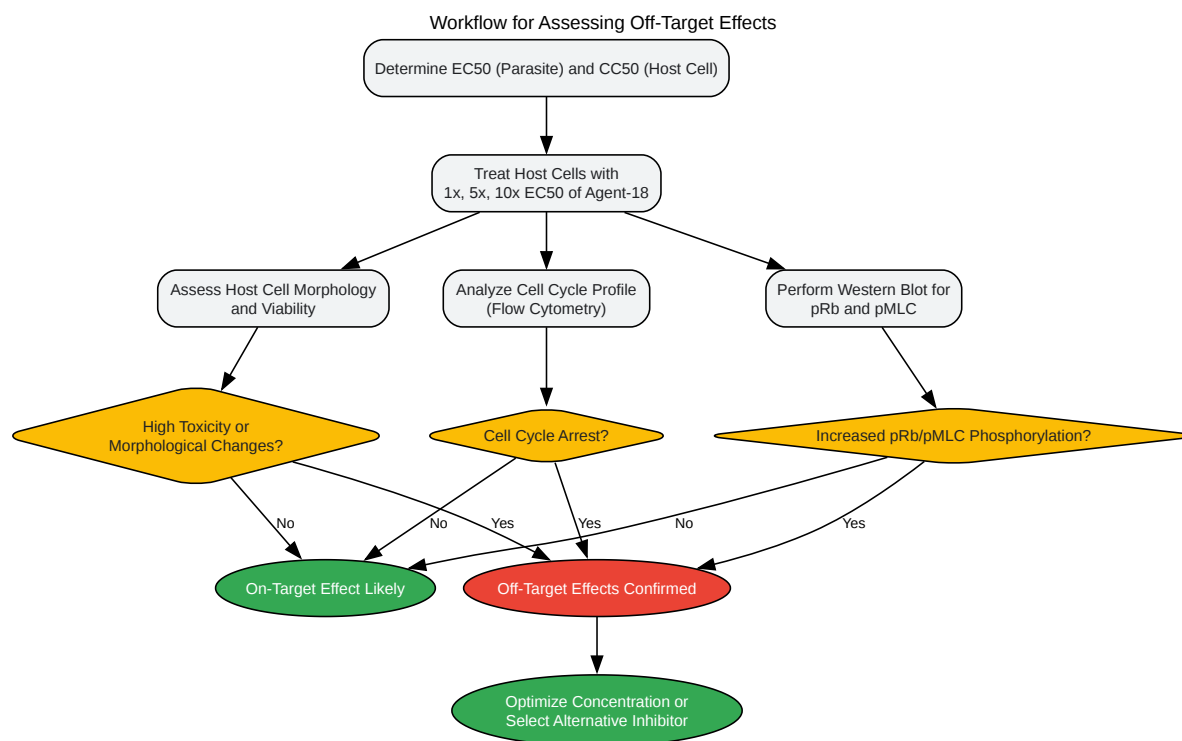 Workflow for Assessing Off-Target Effects
Determine EC50 (Parasite) and CC50 (Host Cell)
Treat Host Cells with
1x, 5x, 10x EC50 of Agent-18
Assess Host Cell Morphology
and Viability
Analyze Cell Cycle Profile
(Flow Cytometry)
Perform Western Blot for
pRb and pMLC
High Toxicity or
Morphological Changes?
Cell Cycle Arrest?
Increased pRb/pMLC Phosphorylation?
No
Yes
No
Yes
No
Yes
On-Target Effect Likely
Off-Target Effects Confirmed
Optimize Concentration or
Select Alternative Inhibitor